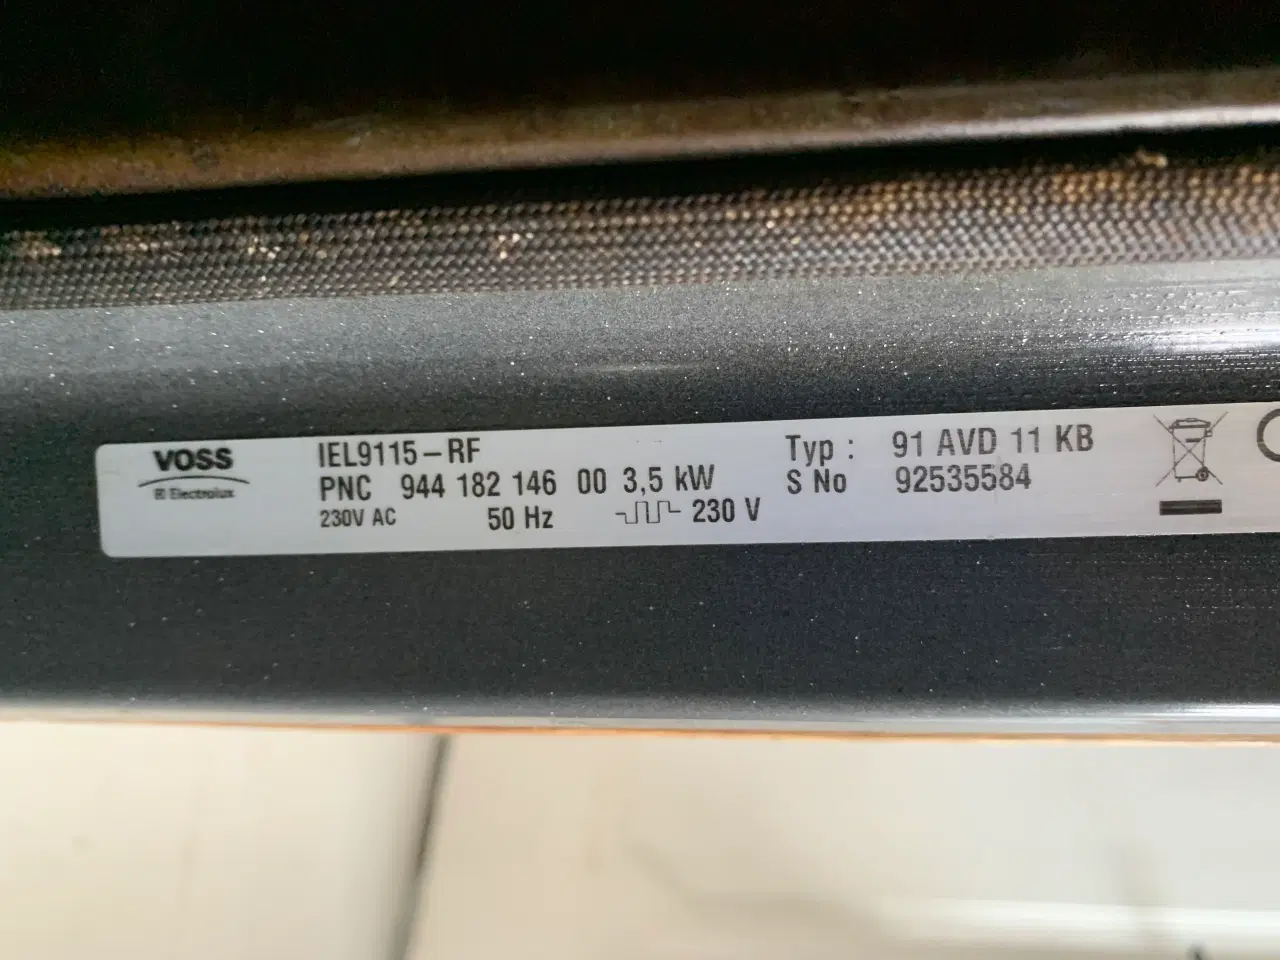 VOSS
Electrolux
IEL9115-RF
PNC 944 182 146 00 3,5 kW
230V AC 50 Hz 230 V
Typ : 91 AVD 11 KB
S No 92535584